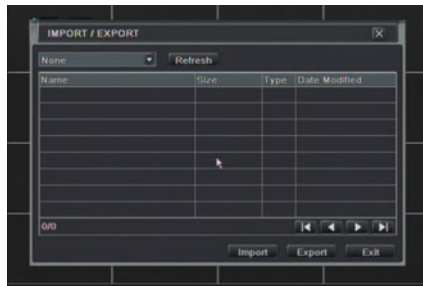 IMPORT / EXPORT
None Refresh
Name Size Type Date Modified
0/0
Import Export Exit